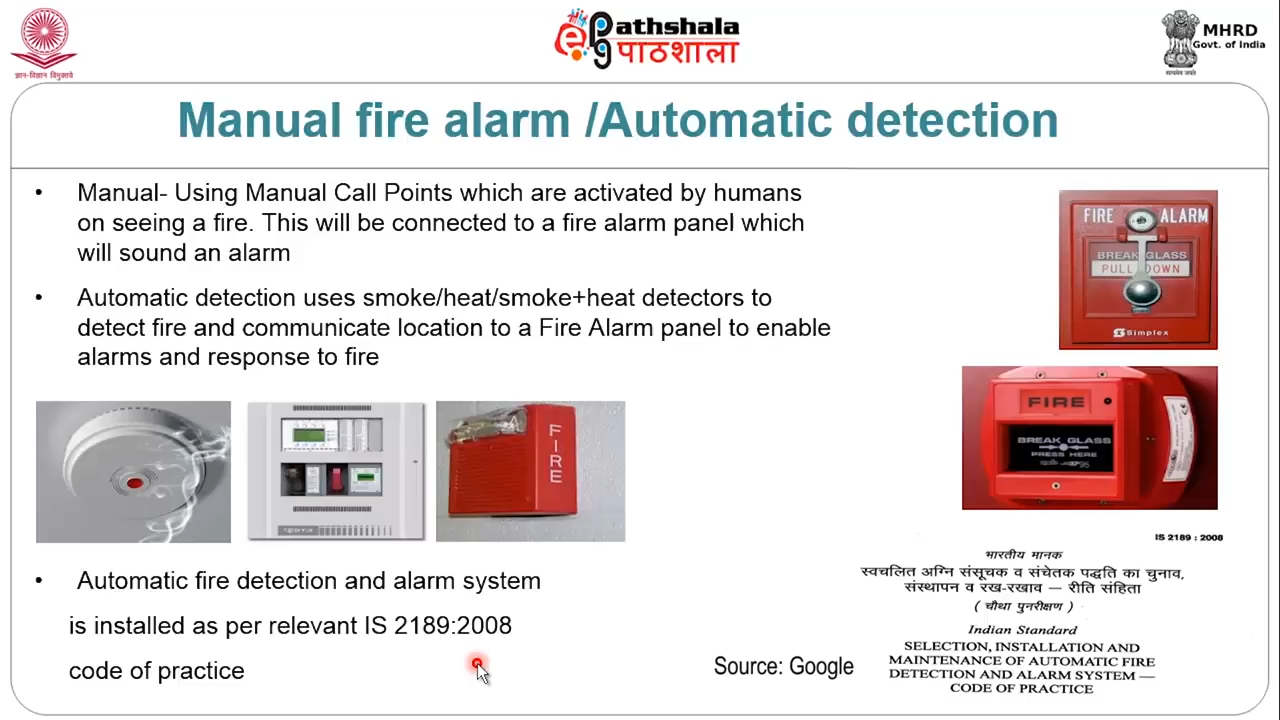 ज्ञान-विज्ञान विमुक्तये
ePathshala
पाठशाला
MHRD
Govt. of India
सत्यमेव जयते
Manual fire alarm /Automatic detection
• Manual- Using Manual Call Points which are activated by humans
on seeing a fire. This will be connected to a fire alarm panel which
will sound an alarm
• Automatic detection uses smoke/heat/smoke+heat detectors to
detect fire and communicate location to a Fire Alarm panel to enable
alarms and response to fire
FIRE ALARM
BREAK GLASS
PULL DOWN
Simplex
FIRE
BREAK GLASS
PRESS HERE
FIRE
• Automatic fire detection and alarm system
is installed as per relevant IS 2189:2008
code of practice
Source: Google
IS 2189 : 2008
भारतीय मानक
स्वचलित अग्नि संसूचक व संचेतक पद्धति का चुनाव,
संस्थापन व रख-रखाव — रीति संहिता
( चौथा पुनरीक्षण )
Indian Standard
SELECTION, INSTALLATION AND
MAINTENANCE OF AUTOMATIC FIRE
DETECTION AND ALARM SYSTEM —
CODE OF PRACTICE